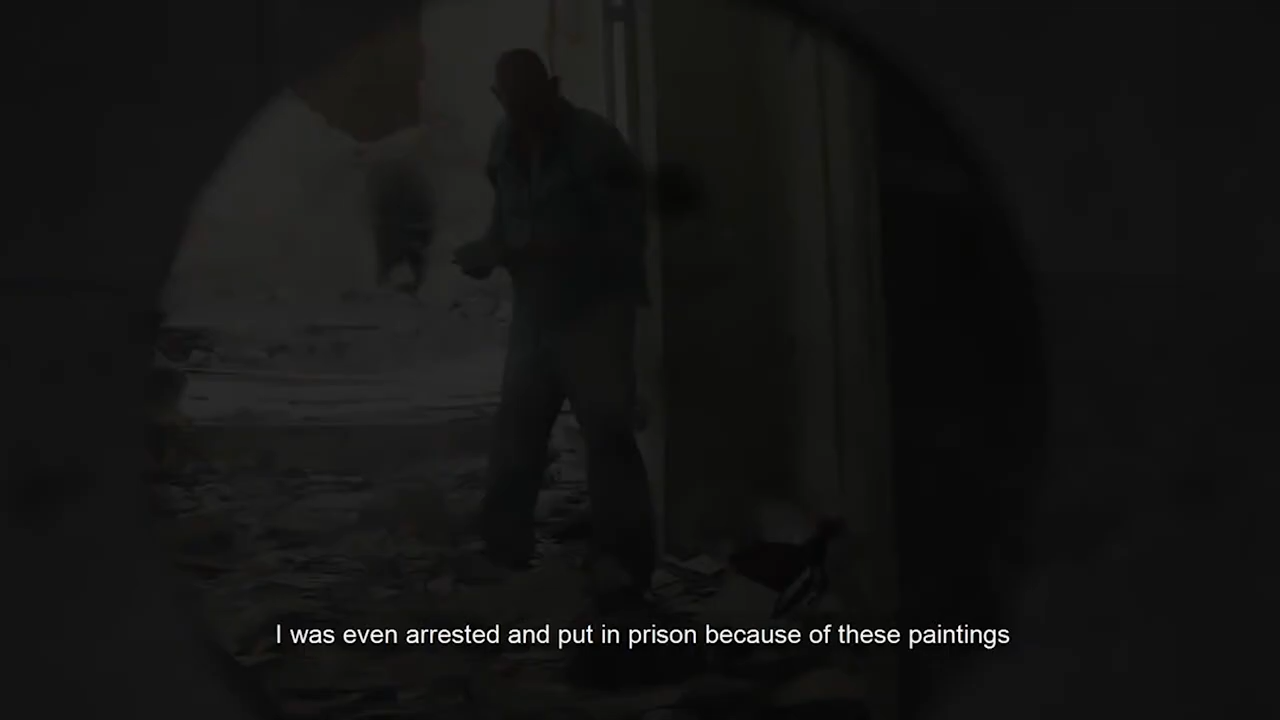 I was even arrested and put in prison because of these paintings